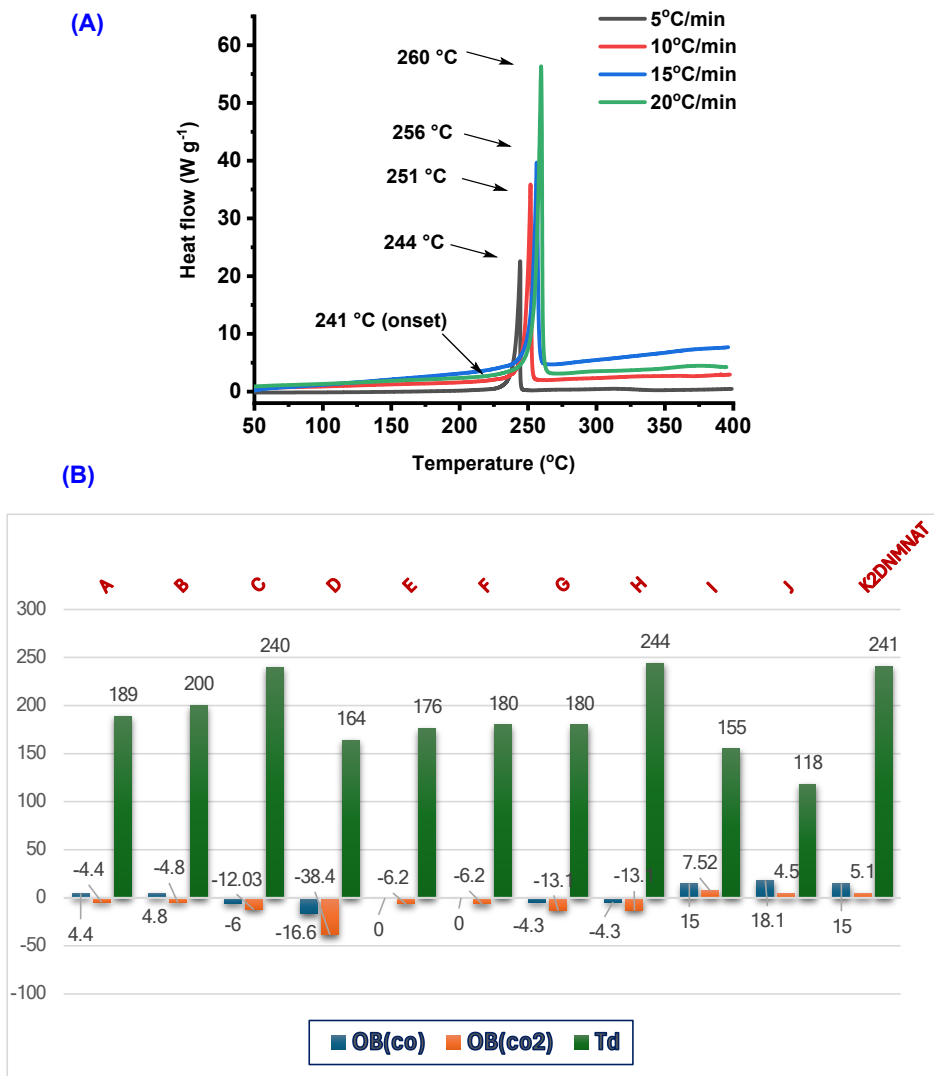 (A)
5°C/min
10°C/min
15°C/min
20°C/min
260 °C
256 °C
251 °C
244 °C
241 °C (onset)
Heat flow (W g-1)
60
50
40
30
20
10
0
50 100 150 200 250 300 350 400
Temperature (°C)
(B)
A B C D E F G H I J K2DNMNAT
300
250
200
150
100
50
0
-50
-100
189 200 240 164 176 180 180 244 155 118 241
-4.4 -4.8 -12.03 -38.4 -6.2 -6.2 -13.1 7.52 4.5 5.1
4.4 4.8 -6 -16.6 0 0 -4.3 -4.3 15 18.1 15
OB(co) OB(co2) Td